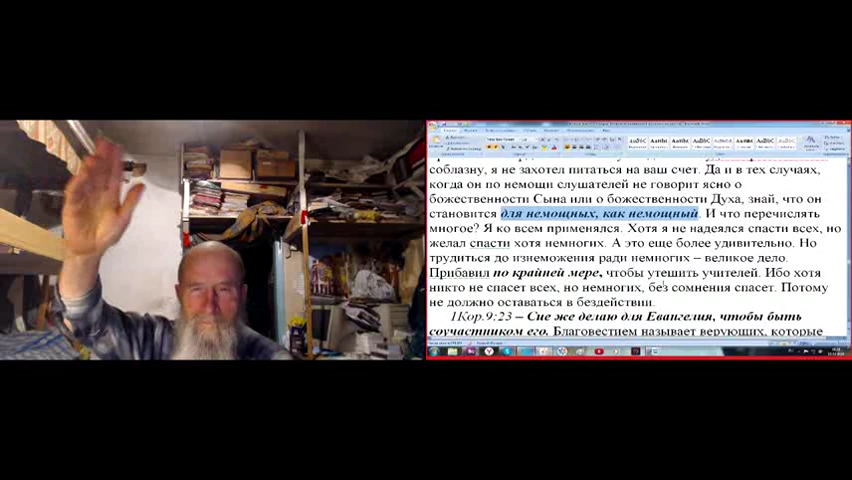 соблазну, я не захотел питаться на ваш счет. Да и в тех случаях,
когда он по немощи слушателей не говорит ясно о
божественности Сына или о божественности Духа, знай, что он
становится для немощных, как немощный. И что перечислять
многое? Я ко всем применялся. Хотя я не надеялся спасти всех, но
желал спасти хотя немногих. А это еще более удивительно. Но
трудиться до изнеможения ради немногих – великое дело.
Прибавил по крайней мере, чтобы утешить учителей. Ибо хотя
никто не спасет всех, но немногих, без сомнения спасет. Потому
не должно оставаться в бездействии.
1Кор.9:23 – Сие же делаю для Евангелия, чтобы быть
соучастником его. Благовестием называет верующих, которые